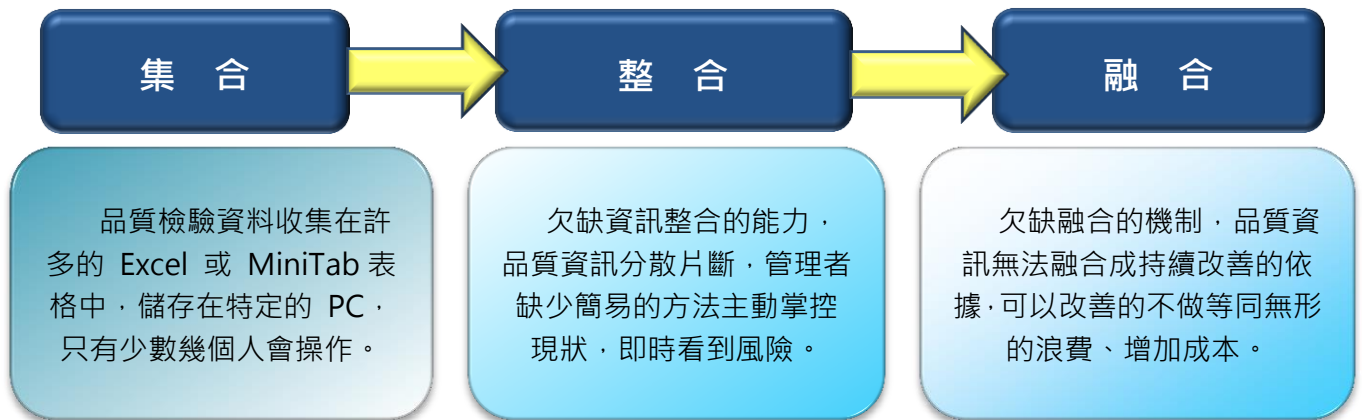 集 合
整 合
融 合
品質檢驗資料收集在許
多的 Excel 或 MiniTab 表
格中，儲存在特定的 PC，
只有少數幾個人會操作。
欠缺資訊整合的能力，
品質資訊分散片斷，管理者
缺少簡易的方法主動掌控
現狀，即時看到風險。
欠缺融合的機制，品質資
訊無法融合成持續改善的依
據，可以改善的不做等同無形
的浪費、增加成本。